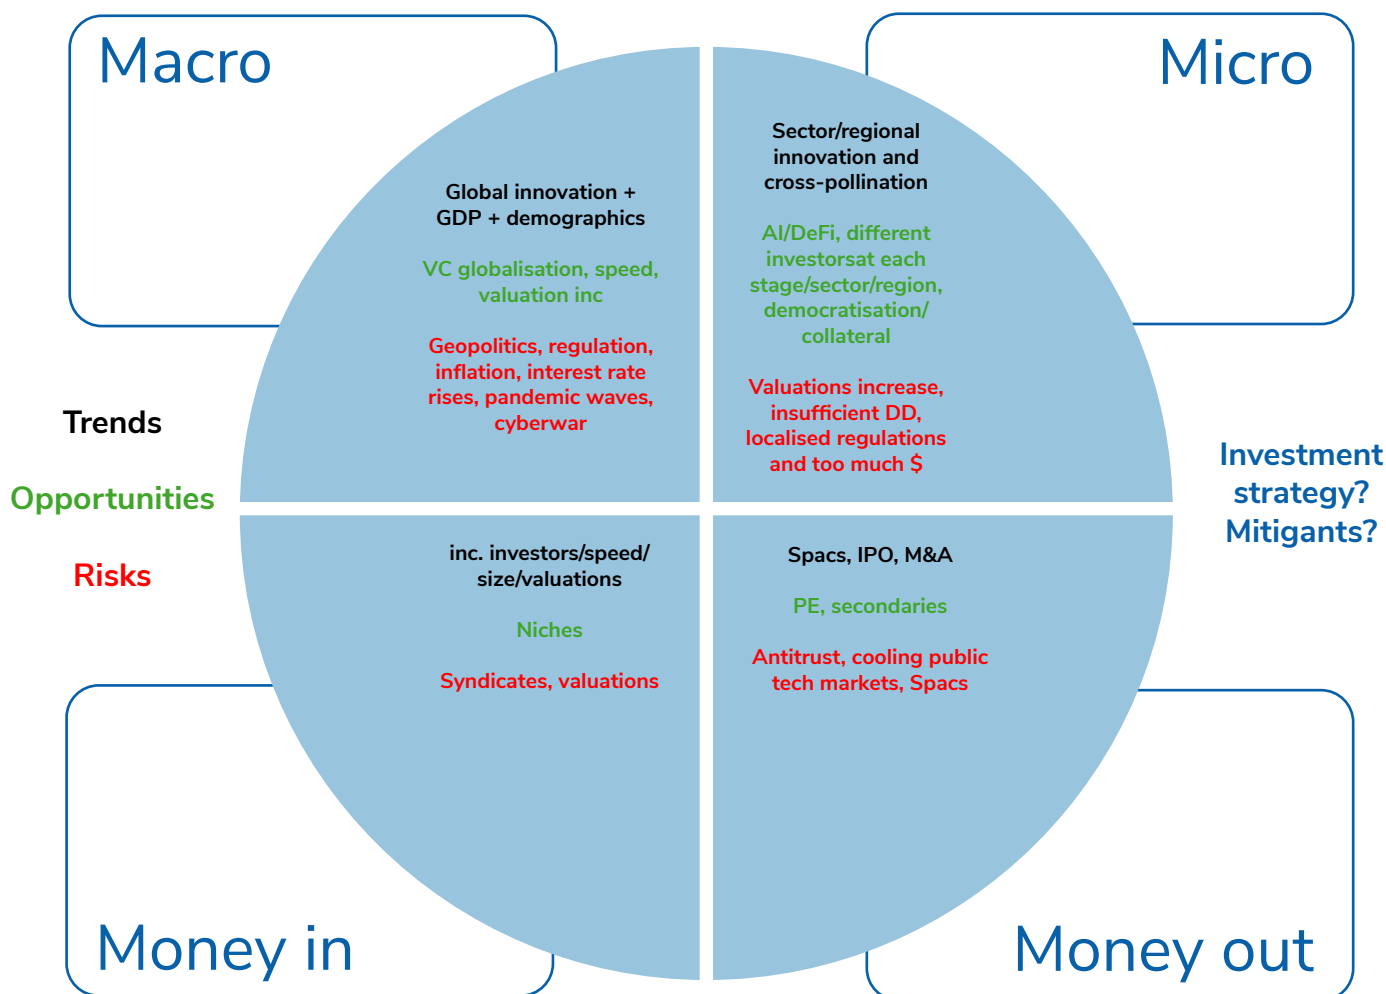 Macro
Micro
Global innovation +
GDP + demographics
VC globalisation, speed,
valuation inc
Geopolitics, regulation,
inflation, interest rate
rises, pandemic waves,
cyberwar
Sector/regional
innovation and
cross-pollination
AI/DeFi, different
investorsat each
stage/sector/region,
democratisation/
collateral
Valuations increase,
insufficient DD,
localised regulations
and too much $
Trends
Opportunities
Risks
Investment
strategy?
Mitigants?
inc. investors/speed/
size/valuations
Niches
Syndicates, valuations
Spacs, IPO, M&A
PE, secondaries
Antitrust, cooling public
tech markets, Spacs
Money in
Money out